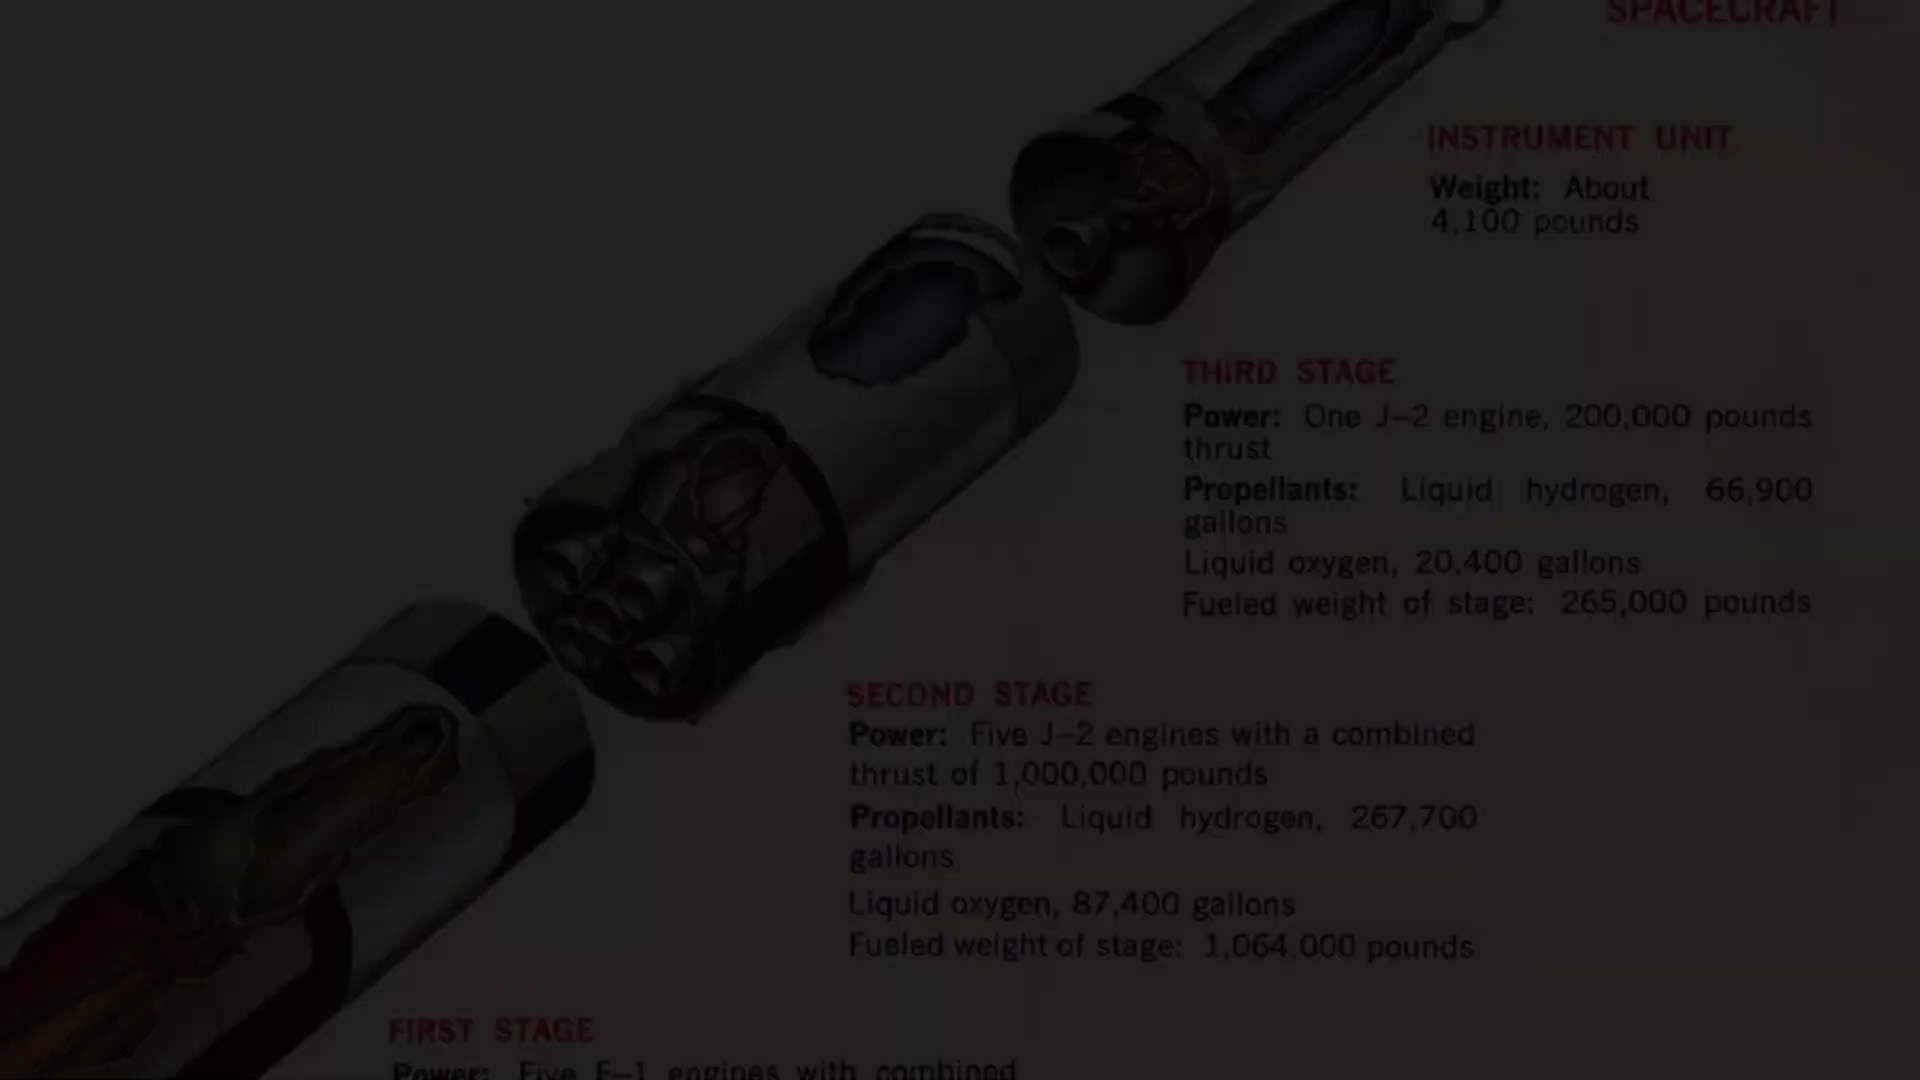 SPACECRAFT
INSTRUMENT UNIT
Weight: About
4,100 pounds
THIRD STAGE
Power: One J-2 engine, 200,000 pounds
thrust
Propellants: Liquid hydrogen, 66,900
gallons
Liquid oxygen, 20,400 gallons
Fueled weight of stage: 265,000 pounds
SECOND STAGE
Power: Five J-2 engines with a combined
thrust of 1,000,000 pounds
Propellants: Liquid hydrogen, 267,700
gallons
Liquid oxygen, 87,400 gallons
Fueled weight of stage: 1,064,000 pounds
FIRST STAGE
Power: Five F-1 engines with combined